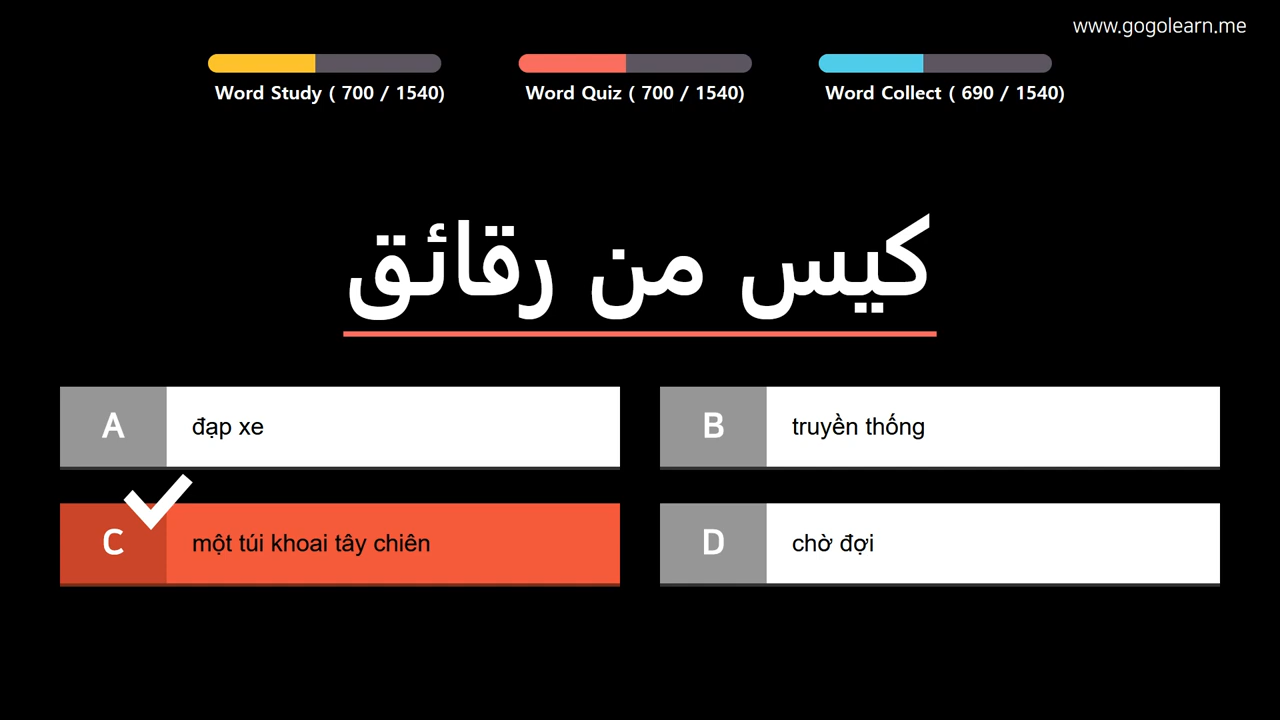 www.gogolearn.me
Word Study ( 700 / 1540)
Word Quiz ( 700 / 1540)
Word Collect ( 690 / 1540)
كيس من رقائق
A đạp xe
B truyền thống
C một túi khoai tây chiên
D chờ đợi